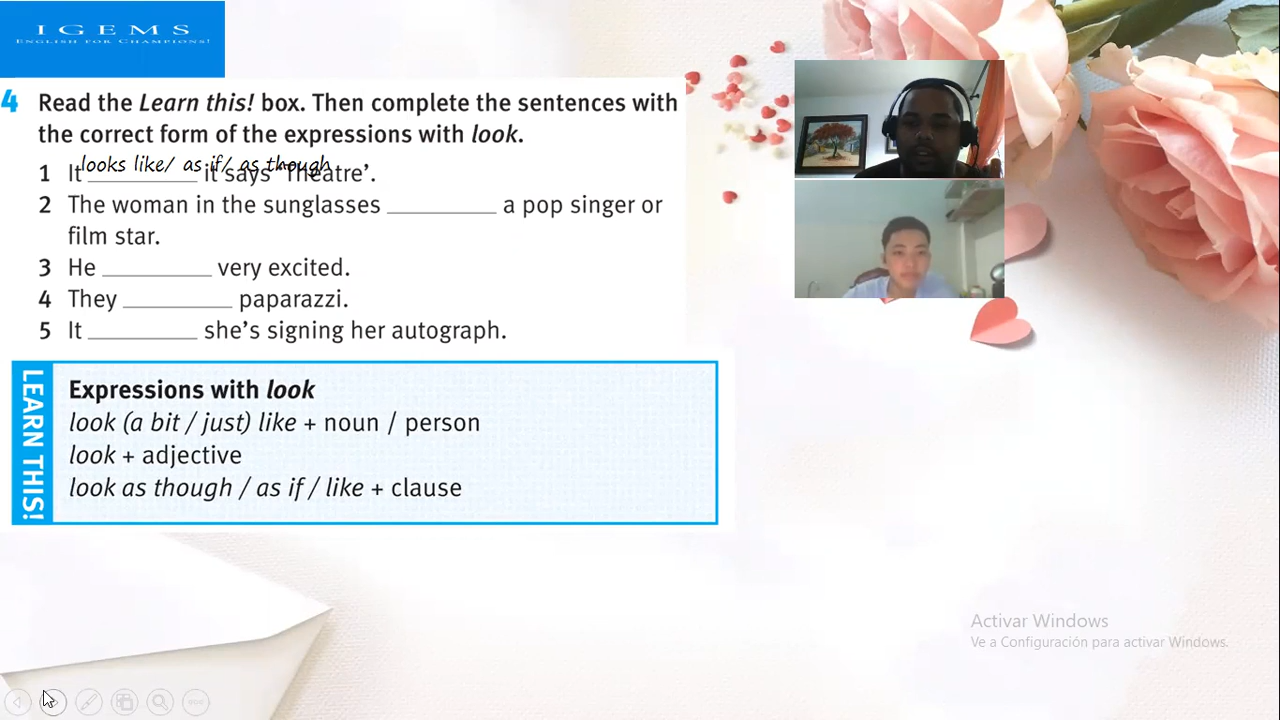 IGEMS
ENGLISH FOR CHAMPIONS!
4 Read the Learn this! box. Then complete the sentences with
the correct form of the expressions with look.
looks like/ as if/ as though
1 It __________ it says 'Theatre'.
2 The woman in the sunglasses __________ a pop singer or
film star.
3 He __________ very excited.
4 They __________ paparazzi.
5 It __________ she's signing her autograph.
LEARN THIS!
Expressions with look
look (a bit / just) like + noun / person
look + adjective
look as though / as if / like + clause
Activar Windows
Ve a Configuración para activar Windows.